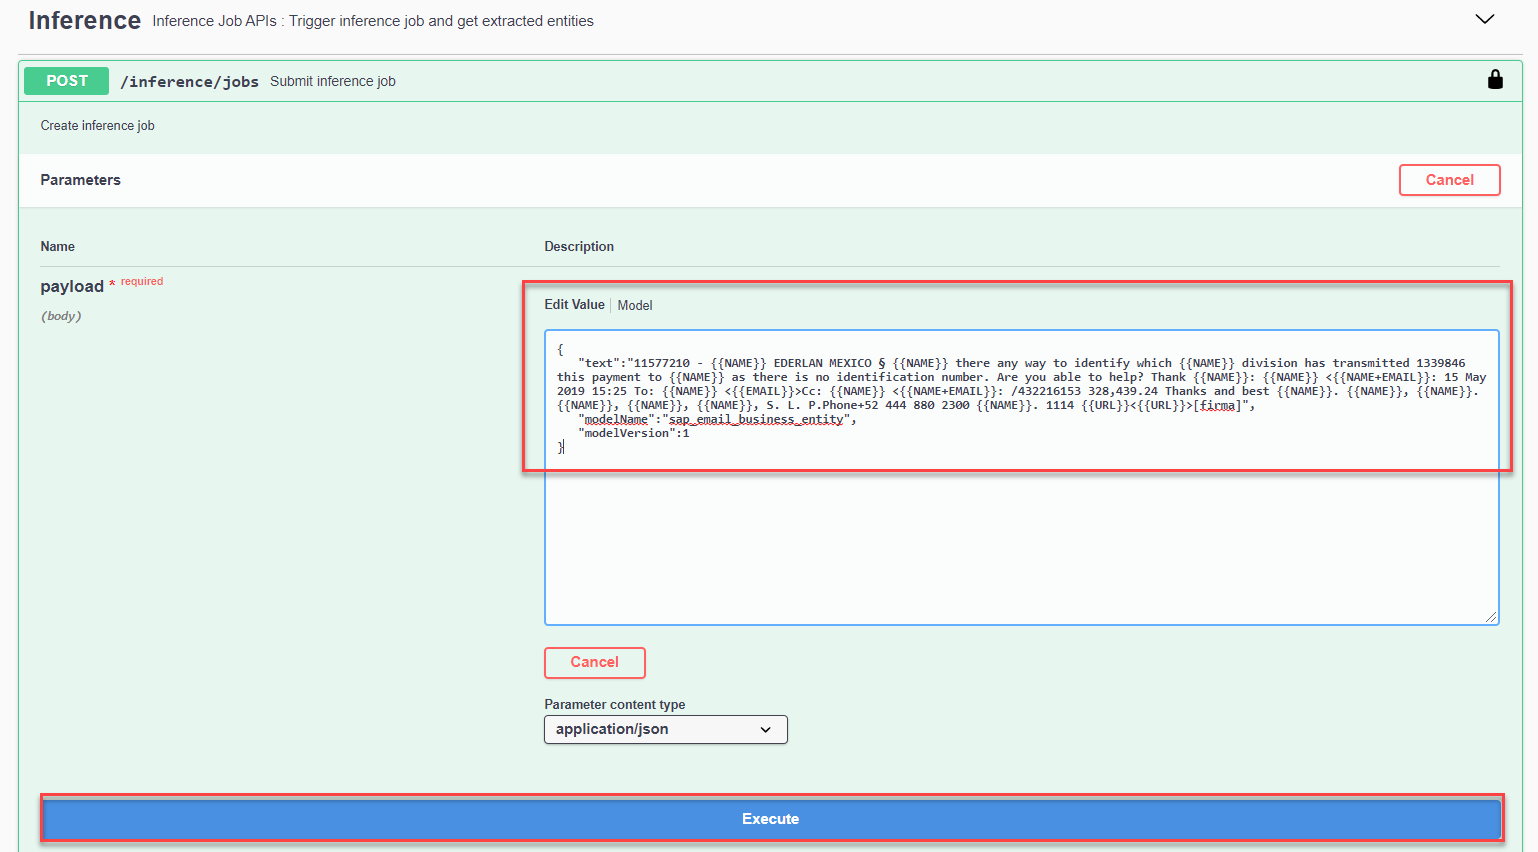 Inference Inference Job APIs : Trigger inference job and get extracted entities
POST /inference/jobs Submit inference job
Create inference job
Parameters Cancel
Name Description
payload * required
(body)
Edit Value Model
{
"text":"11577210 - {{NAME}} EDERLAN MEXICO § {{NAME}} there any way to identify which {{NAME}} division has transmitted 1339846
this payment to {{NAME}} as there is no identification number. Are you able to help? Thank {{NAME}}: {{NAME}} <{{NAME+EMAIL}}: 15 May
2019 15:25 To: {{NAME}} <{{EMAIL}}>Cc: {{NAME}} <{{NAME+EMAIL}}: /432216153 328,439.24 Thanks and best {{NAME}}. {{NAME}}, {{NAME}}.
{{NAME}}, {{NAME}}, {{NAME}}, S. L. P.Phone+52 444 880 2300 {{NAME}}. 1114 {{URL}}<{{URL}}>[firma]",
"modelName":"sap_email_business_entity",
"modelVersion":1
}
Cancel
Parameter content type
application/json
Execute